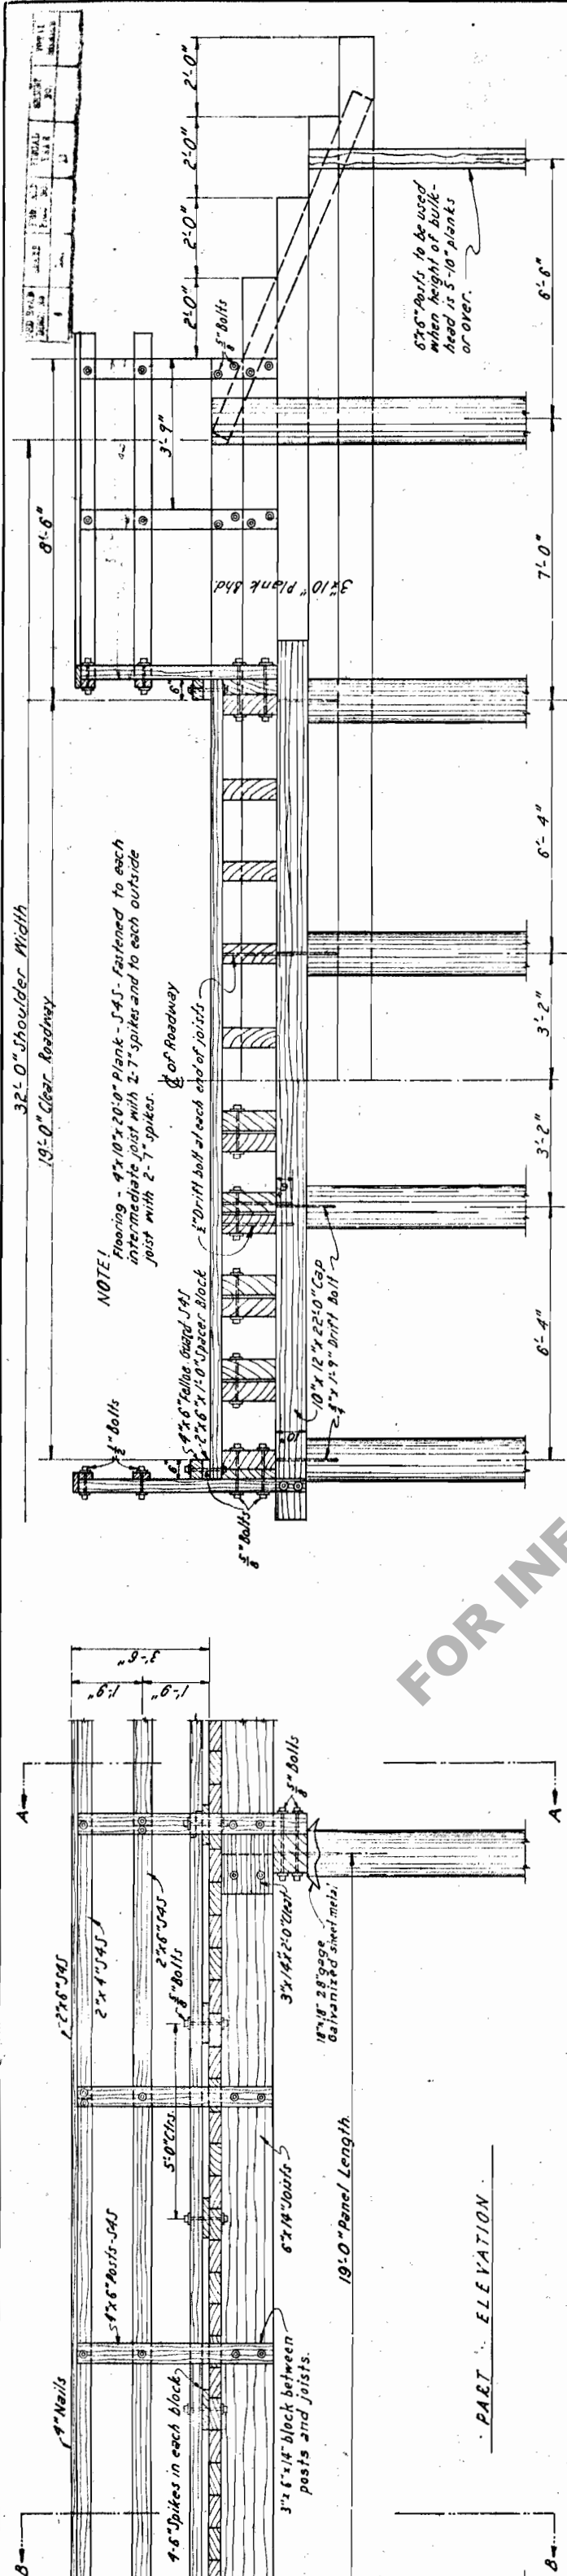 2'-0"
2'-0"
2'-0"
2'-0"
5/8" Bolts
6"x6" Posts to be used
when height of bulk-
head is 5-10" planks
or over.
6'-6"
3'-9"
8'-6"
3"x10" Plank Bhd.
7'-0"
32'-0" Shoulder Width
19'-0" Clear Roadway
NOTE!
Flooring - 4"x10"x20'-0" Plank - S4S - Fastened to each
intermediate joist with 2-7" spikes and to each outside
joist with 2-7" spikes.
℄ of Roadway
Drift bolt at each end of joists
6"
6'-4"
3'-2"
3'-2"
6'-4"
1/2" Bolts
4"x6" Felloe Guard S4S
2"x6"x1'-0" Spacer Block
6"
10"x12"x22'-0" Cap
3/4"x1'-9" Drift Bolt
10"
5/8" Bolts
FOR INF
3'-6"
1'-9"
1'-9"
A
A
2"x6" S4S
2"x4" S4S
2"x6" S4S
5/8" Bolts
5/8" Bolts
3"x14"x2'-0" Cleat
18"x18" 28 gage
Galvanized sheet metal
5'-0" Ctrs.
4"x6" Posts - S4S
6"x14" Joists
19'-0" Panel Length
4" Nails
4-6" Spikes in each block
3"x6"x14" block between
posts and joists.
PART ELEVATION
B
B